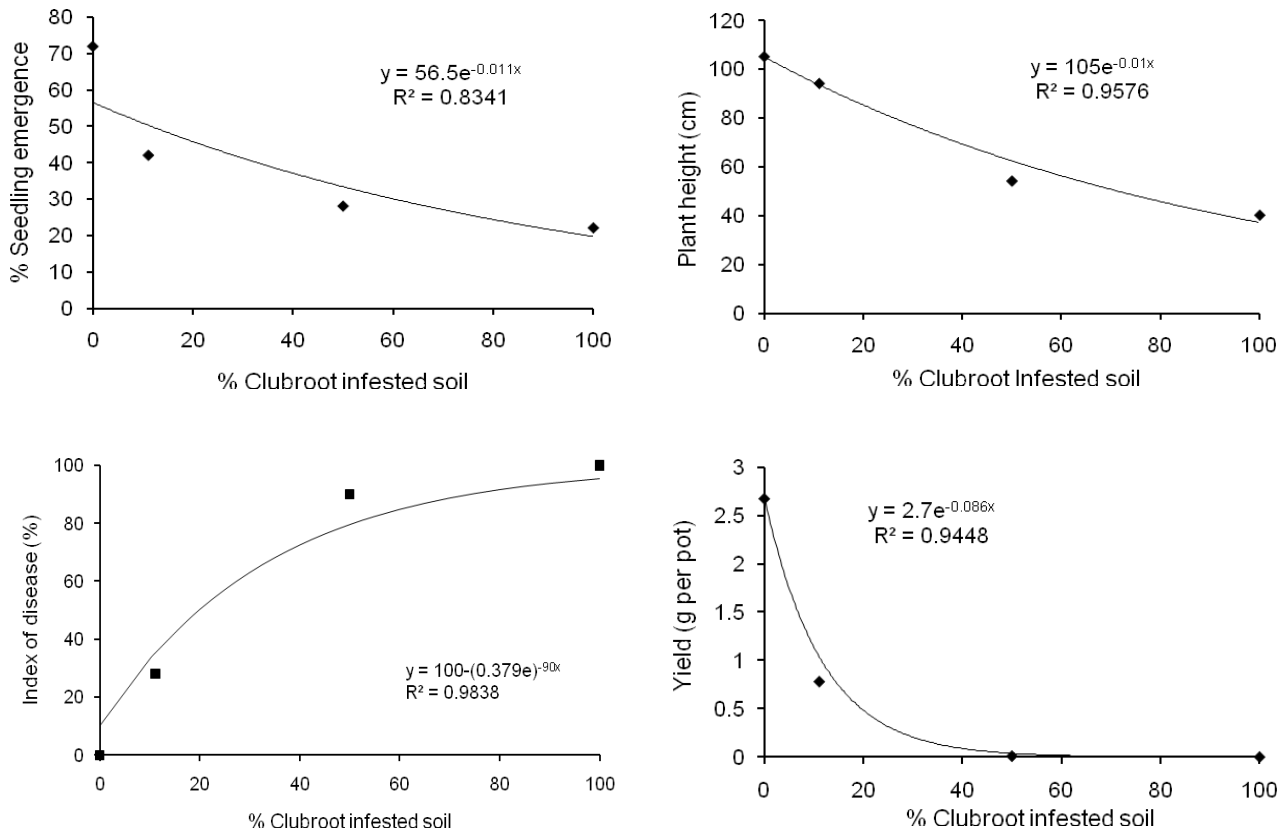 80
70
60
50
40
30
20
10
0
% Seedling emergence
y = 56.5e^-0.011x
R² = 0.8341
0 20 40 60 80 100
% Clubroot infested soil
120
100
80
60
40
20
0
Plant height (cm)
y = 105e^-0.01x
R² = 0.9576
0 20 40 60 80 100
% Clubroot Infested soil
100
80
60
40
20
0
Index of disease (%)
y = 100-(0.379e)^-90x
R² = 0.9838
0 20 40 60 80 100
% Clubroot infested soil
3
2.5
2
1.5
1
0.5
0
Yield (g per pot)
y = 2.7e^-0.086x
R² = 0.9448
0 20 40 60 80 100
% Clubroot Infested soil